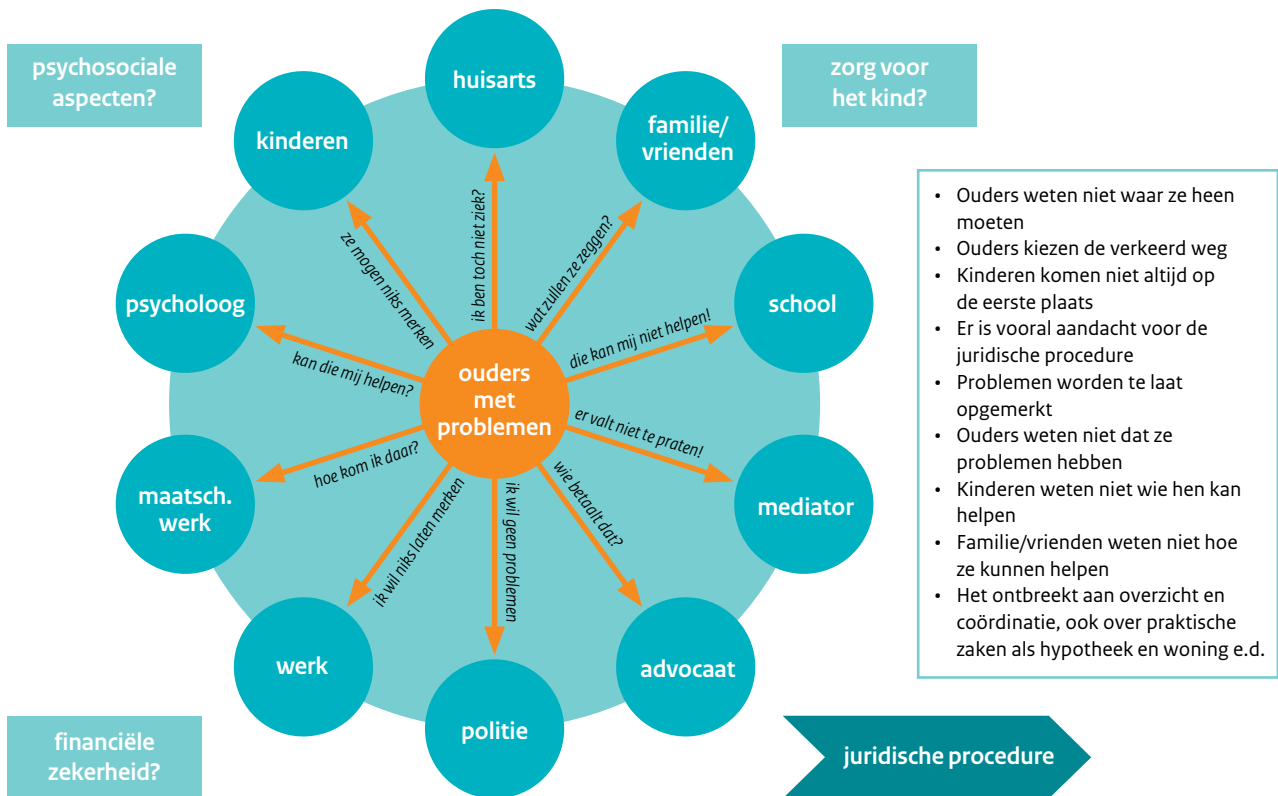 psychosociale
aspecten?
zorg voor
het kind?
huisarts
familie/
vrienden
school
mediator
advocaat
politie
werk
maatsch.
werk
psycholoog
kinderen
ouders
met
problemen
ik ben toch niet ziek?
wat zullen ze zeggen?
die kan mij niet helpen!
er valt niet te praten!
wie betaalt dat?
ik wil geen problemen
ik wil niks laten merken
hoe kom ik daar?
kan die mij helpen?
ze mogen niks merken
• Ouders weten niet waar ze heen
moeten
• Ouders kiezen de verkeerd weg
• Kinderen komen niet altijd op
de eerste plaats
• Er is vooral aandacht voor de
juridische procedure
• Problemen worden te laat
opgemerkt
• Ouders weten niet dat ze
problemen hebben
• Kinderen weten niet wie hen kan
helpen
• Familie/vrienden weten niet hoe
ze kunnen helpen
• Het ontbreekt aan overzicht en
coördinatie, ook over praktische
zaken als hypotheek en woning e.d.
financiële
zekerheid?
juridische procedure